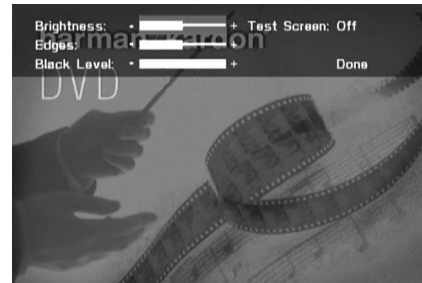 Brightness: - + Test Screen: Off
harman/kardon
Edges: - +
Black Level: - + Done
DVD